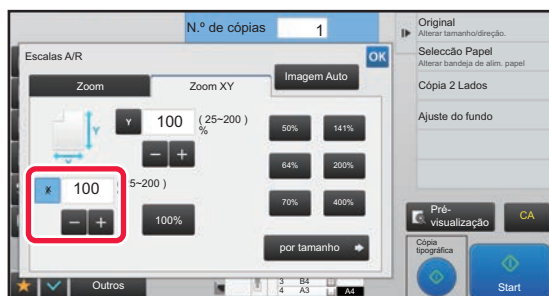 N.º de cópias 1
Escalas A/R
OK
Zoom
Zoom XY
Imagem Auto
Y
Y 100 ( 25~200 )
%
50% 141%
64% 200%
70% 400%
X 100 5~200 )
100%
por tamanho
Outros
3 B4
4 A3
A4
Original
Alterar tamanho/direção.
Seleccão Papel
Alterar bandeja de alim. papel
Cópia 2 Lados
Ajuste do fundo
Pré-
visualização
CA
Cópia
tipográfica
Start